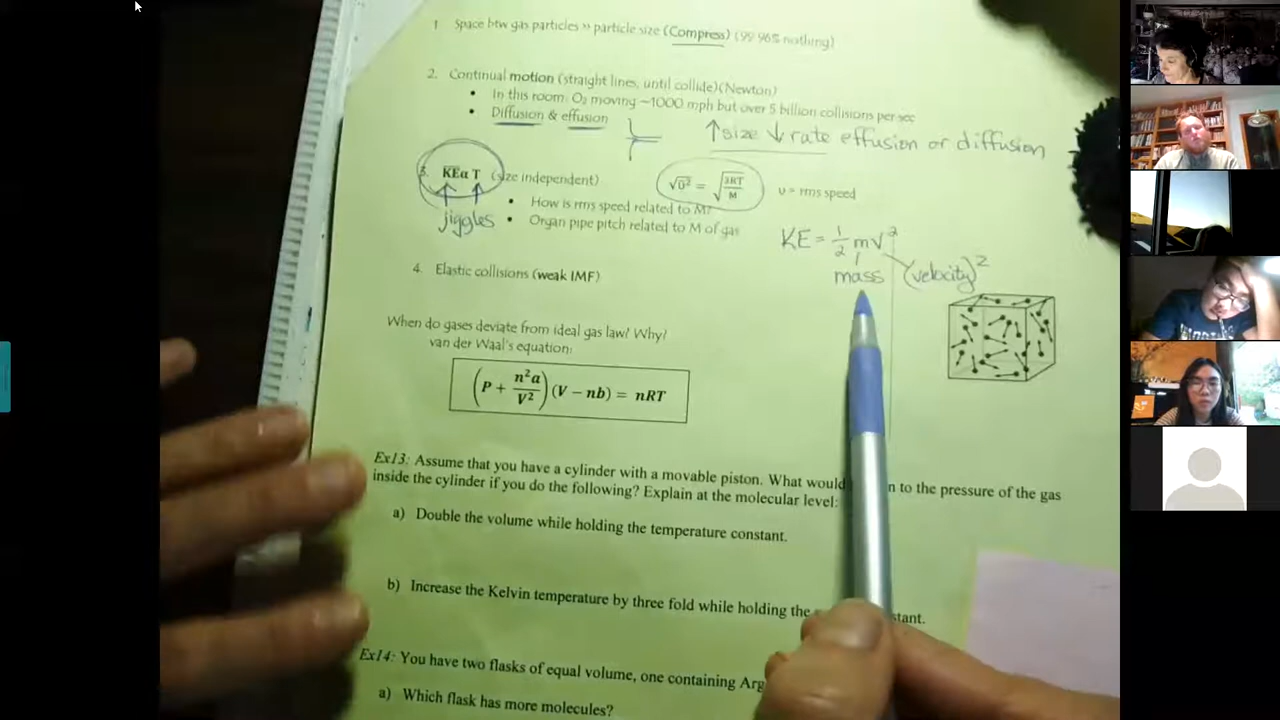 1 Space btw gas particles >> particle size (Compress) (99.96% nothing)
2. Continual motion (straight lines, until collide)(Newton)
• In this room: O₂ moving ~1000 mph but over 5 billion collisions per sec
• Diffusion & effusion
↑size ↓rate effusion or diffusion
3. KEα T (size independent)
√ῡ² = √3RT/M
υ = rms speed
jiggles
• How is rms speed related to M?
• Organ pipe pitch related to M of gas
KE = ½ mv²
mass (velocity)²
4. Elastic collisions (weak IMF)
When do gases deviate from ideal gas law? Why?
van der Waal's equation:
(P + n²a/V²) (V − nb) = nRT
Ex13: Assume that you have a cylinder with a movable piston. What would n to the pressure of the gas
inside the cylinder if you do the following? Explain at the molecular level:
a) Double the volume while holding the temperature constant.
b) Increase the Kelvin temperature by three fold while holding the stant.
Ex14: You have two flasks of equal volume, one containing Arg
a) Which flask has more molecules?